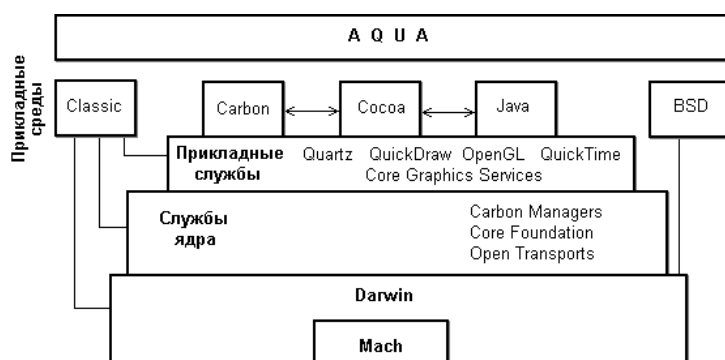 A Q U A
Прикладные
среды
Classic
Carbon
Cocoa
Java
BSD
Прикладные
службы
Quartz QuickDraw OpenGL QuickTime
Core Graphics Services
Службы
ядра
Carbon Managers
Core Foundation
Open Transports
Darwin
Mach